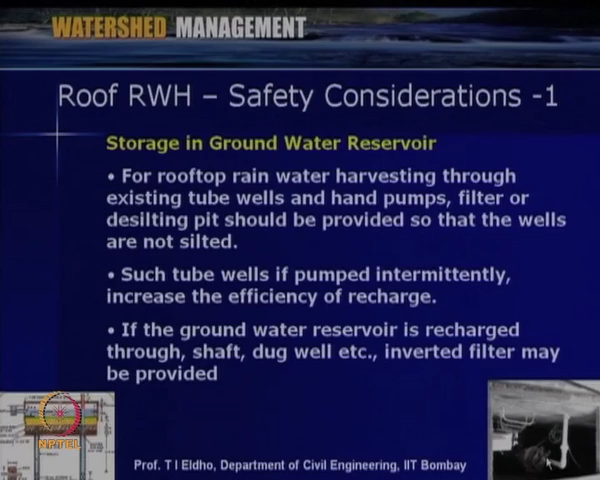 WATERSHED MANAGEMENT
Roof RWH – Safety Considerations -1
Storage in Ground Water Reservoir
• For rooftop rain water harvesting through
existing tube wells and hand pumps, filter or
desilting pit should be provided so that the wells
are not silted.
• Such tube wells if pumped intermittently,
increase the efficiency of recharge.
• If the ground water reservoir is recharged
through, shaft, dug well etc., inverted filter may
be provided
NPTEL
Prof. T I Eldho, Department of Civil Engineering, IIT Bombay